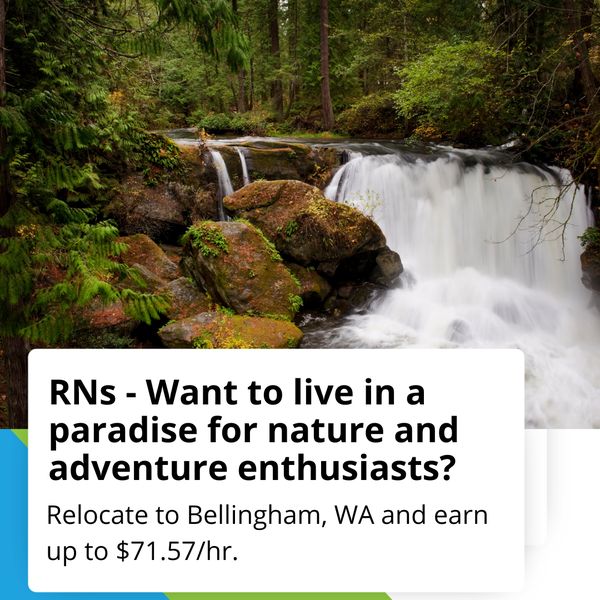 RNs - Want to live in a
paradise for nature and
adventure enthusiasts?
Relocate to Bellingham, WA and earn
up to $71.57/hr.